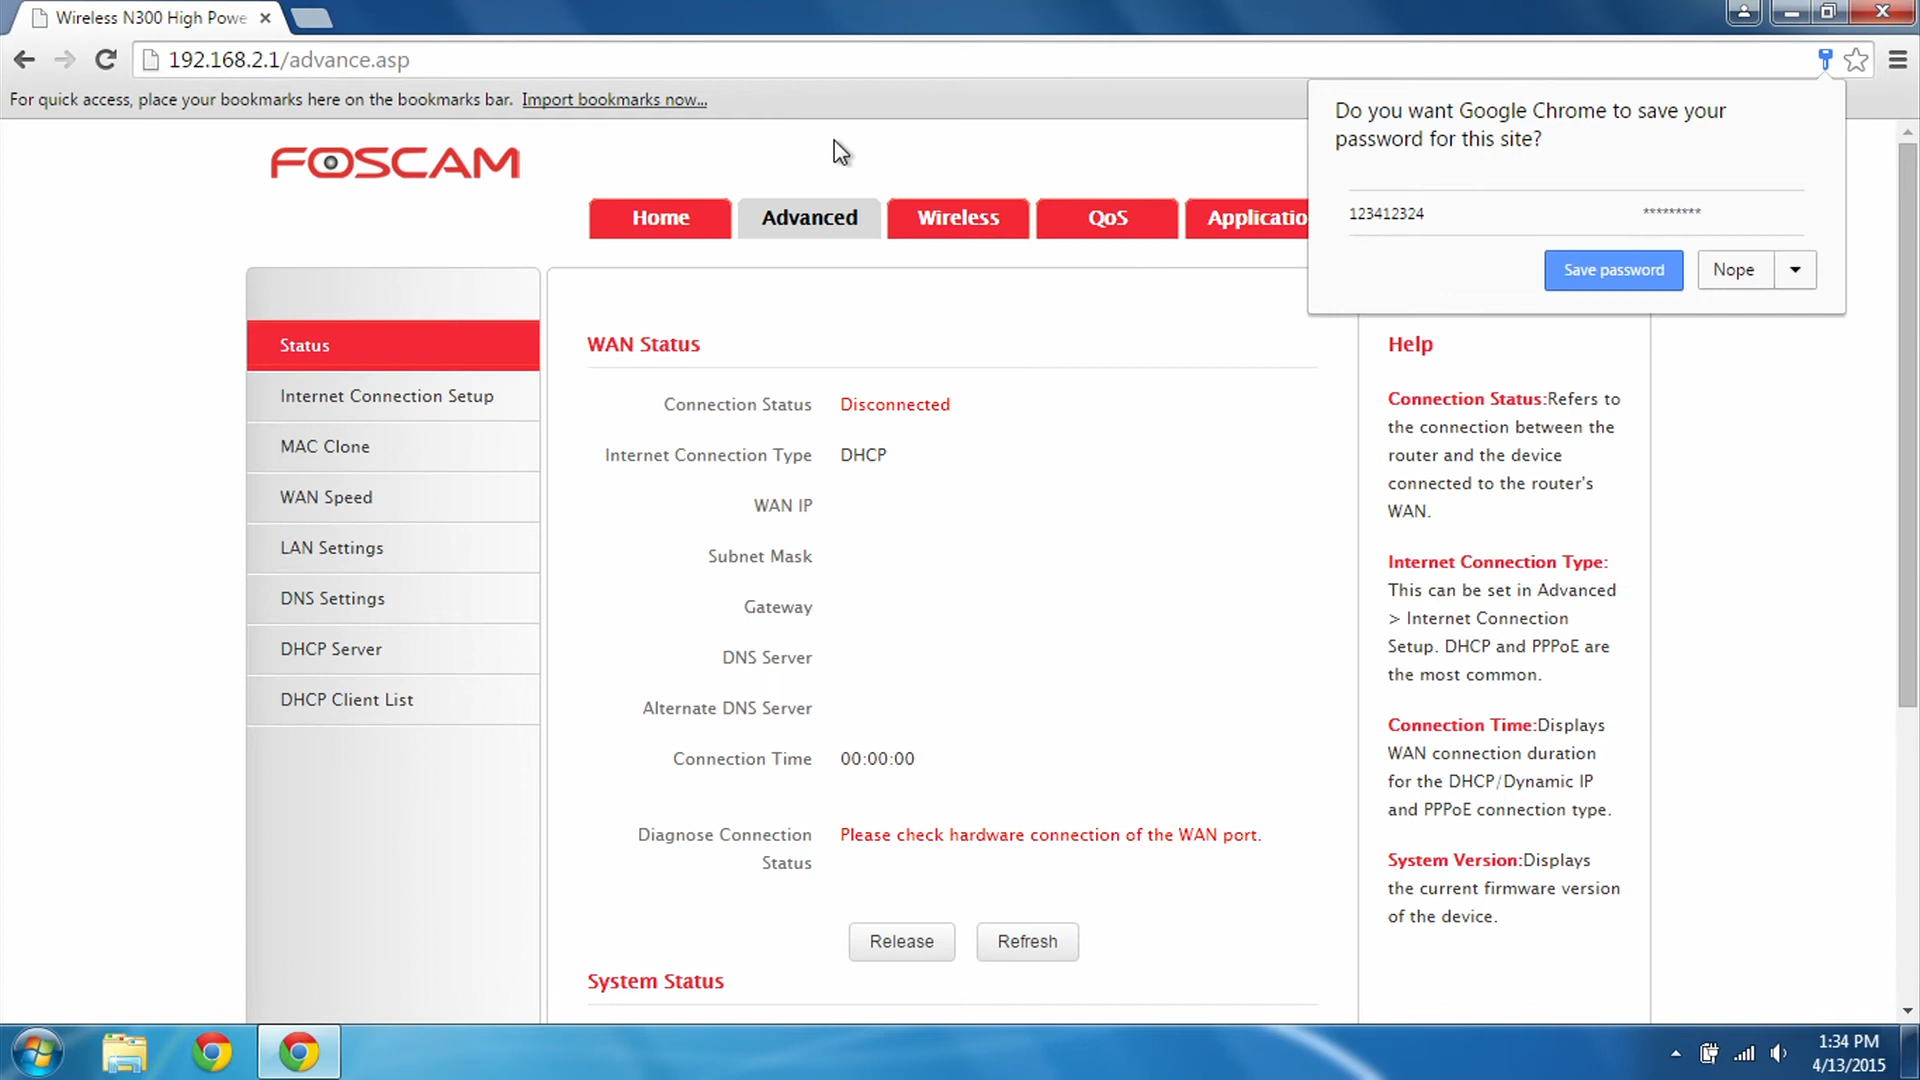 Wireless N300 High Powe
192.168.2.1/advance.asp
For quick access, place your bookmarks here on the bookmarks bar. Import bookmarks now...
Do you want Google Chrome to save your
password for this site?
123412324 *********
Save password Nope
FOSCAM
Home Advanced Wireless QoS Applicatio
Status
Internet Connection Setup
MAC Clone
WAN Speed
LAN Settings
DNS Settings
DHCP Server
DHCP Client List
WAN Status
Connection Status Disconnected
Internet Connection Type DHCP
WAN IP
Subnet Mask
Gateway
DNS Server
Alternate DNS Server
Connection Time 00:00:00
Diagnose Connection Please check hardware connection of the WAN port.
Status
Release Refresh
System Status
Help
Connection Status:Refers to
the connection between the
router and the device
connected to the router's
WAN.
Internet Connection Type:
This can be set in Advanced
> Internet Connection
Setup. DHCP and PPPoE are
the most common.
Connection Time:Displays
WAN connection duration
for the DHCP/Dynamic IP
and PPPoE connection type.
System Version:Displays
the current firmware version
of the device.
1:34 PM
4/13/2015